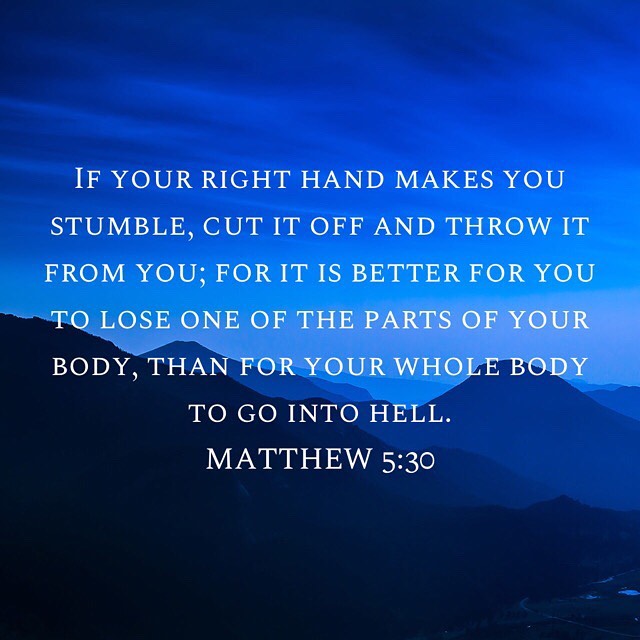 If your right hand makes you
stumble, cut it off and throw it
from you; for it is better for you
to lose one of the parts of your
body, than for your whole body
to go into hell.
MATTHEW 5:30